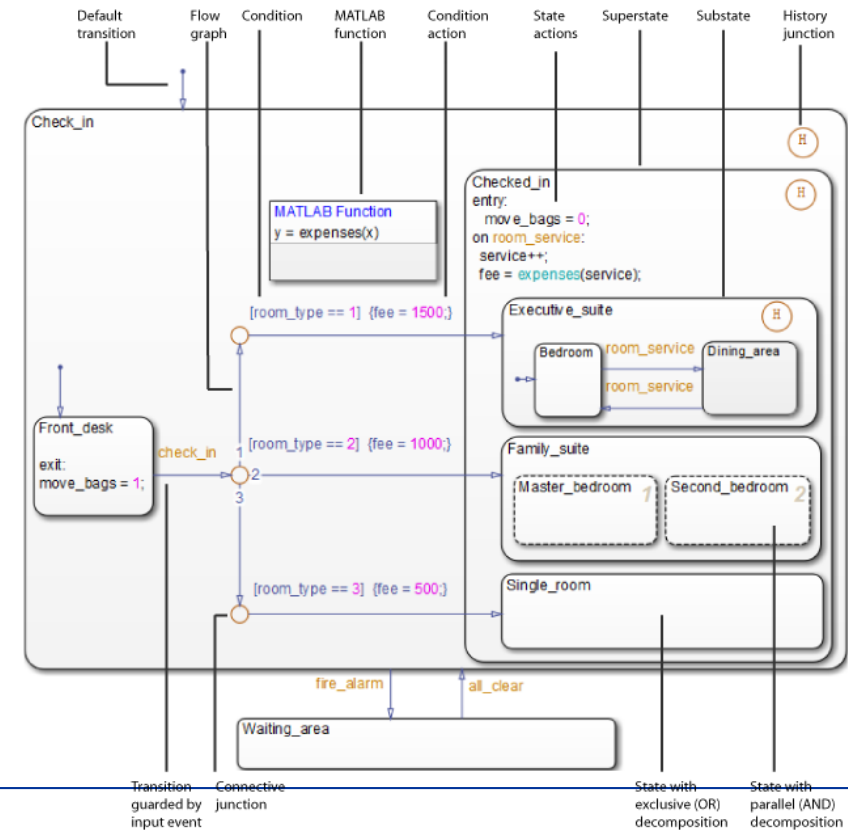 Default
transition
Flow
graph
Condition
MATLAB
function
Condition
action
State
actions
Superstate
Substate
History
junction
Check_in
H
MATLAB Function
y = expenses(x)
Checked_in
H
entry:
move_bags = 0;
on room_service:
service++;
fee = expenses(service);
[room_type == 1] {fee = 1500;}
Executive_suite
H
Bedroom
room_service
Dining_area
room_service
Front_desk
exit:
move_bags = 1;
check_in
1
2
3
[room_type == 2] {fee = 1000;}
Family_suite
Master_bedroom 1
Second_bedroom 2
[room_type == 3] {fee = 500;}
Single_room
fire_alarm
all_clear
Waiting_area
Transition
guarded by
input event
Connective
junction
State with
exclusive (OR)
decomposition
State with
parallel (AND)
decomposition